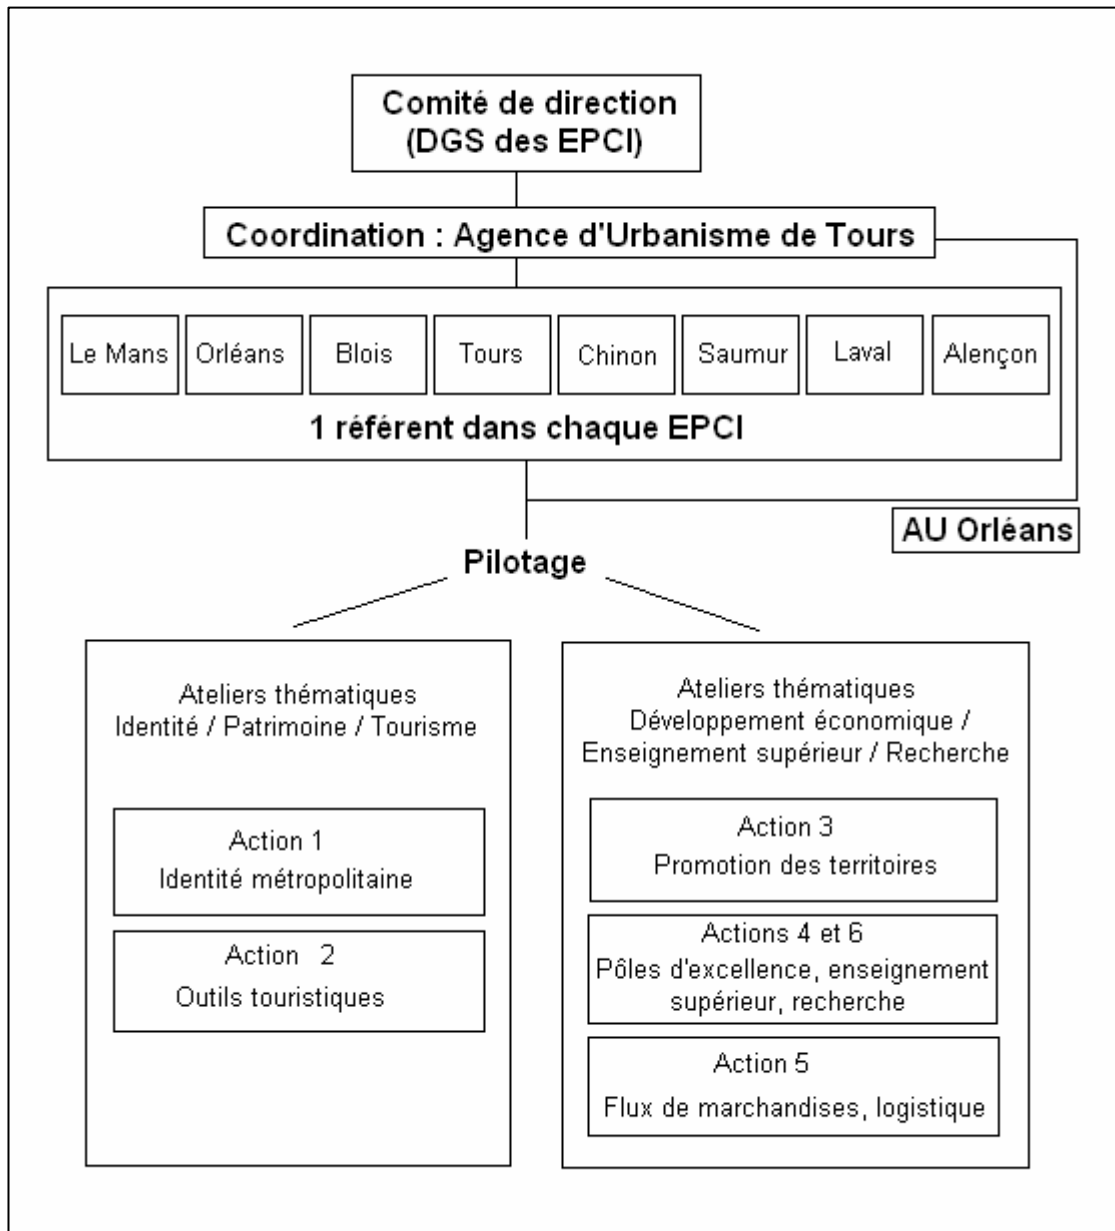 Comité de direction
(DGS des EPCI)
Coordination : Agence d'Urbanisme de Tours
Le Mans
Orléans
Blois
Tours
Chinon
Saumur
Laval
Alençon
1 référent dans chaque EPCI
AU Orléans
Pilotage
Ateliers thématiques
Identité / Patrimoine / Tourisme
Action 1
Identité métropolitaine
Action 2
Outils touristiques
Ateliers thématiques
Développement économique /
Enseignement supérieur / Recherche
Action 3
Promotion des territoires
Actions 4 et 6
Pôles d'excellence, enseignement
supérieur, recherche
Action 5
Flux de marchandises, logistique